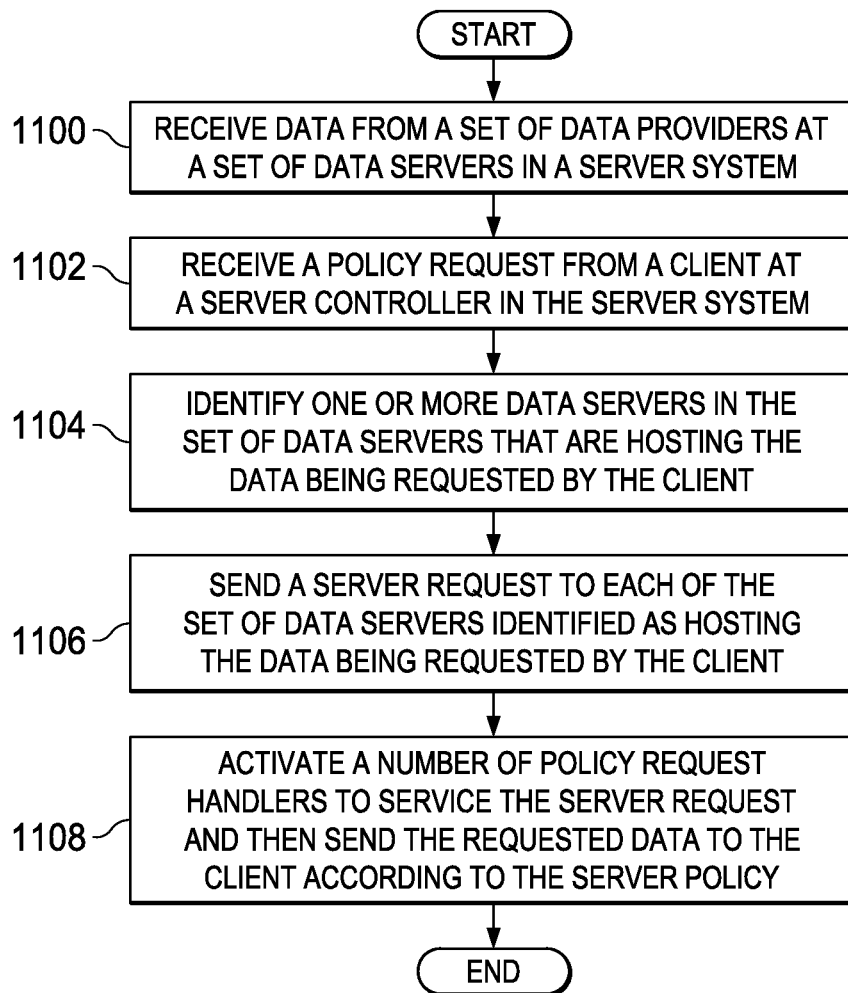 START
1100
RECEIVE DATA FROM A SET OF DATA PROVIDERS AT
A SET OF DATA SERVERS IN A SERVER SYSTEM
1102
RECEIVE A POLICY REQUEST FROM A CLIENT AT
A SERVER CONTROLLER IN THE SERVER SYSTEM
1104
IDENTIFY ONE OR MORE DATA SERVERS IN THE
SET OF DATA SERVERS THAT ARE HOSTING THE
DATA BEING REQUESTED BY THE CLIENT
1106
SEND A SERVER REQUEST TO EACH OF THE
SET OF DATA SERVERS IDENTIFIED AS HOSTING
THE DATA BEING REQUESTED BY THE CLIENT
1108
ACTIVATE A NUMBER OF POLICY REQUEST
HANDLERS TO SERVICE THE SERVER REQUEST
AND THEN SEND THE REQUESTED DATA TO THE
CLIENT ACCORDING TO THE SERVER POLICY
END